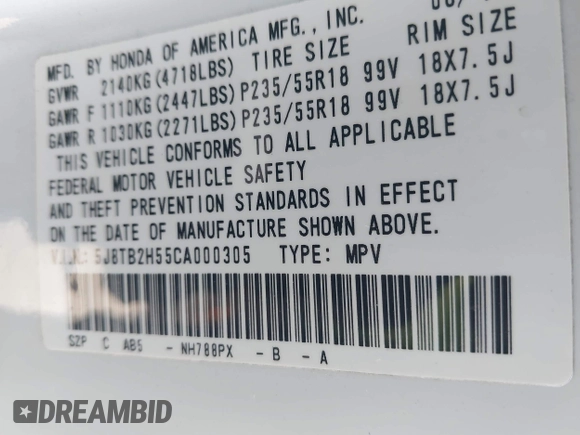 MFD. BY HONDA OF AMERICA MFG., INC.
GVWR 2140KG(4718LBS) TIRE SIZE RIM SIZE
GAWR F 1110KG(2447LBS)P235/55R18 99V 18X7.5J
GAWR R 1030KG(2271LBS)P235/55R18 99V 18X7.5J
THIS VEHICLE CONFORMS TO ALL APPLICABLE
FEDERAL MOTOR VEHICLE SAFETY
AND THEFT PREVENTION STANDARDS IN EFFECT
ON THE DATE OF MANUFACTURE SHOWN ABOVE.
V.I.N.: 5J8TB2H55CA000305 TYPE: MPV
SZP C AB5 - NH788PX - B - A
DREAMBID